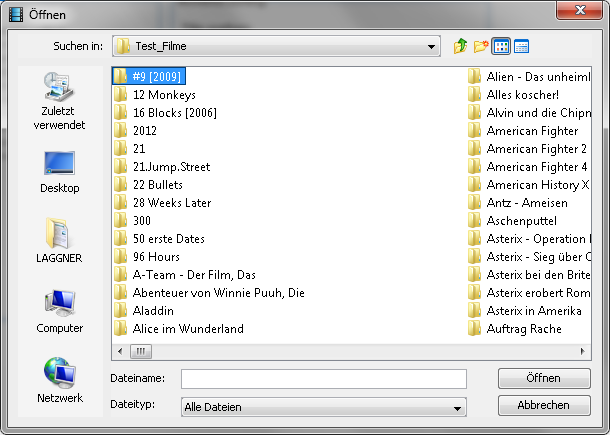 Öffnen
Suchen in: Test_Filme
Zuletzt
verwendet
Desktop
LAGGNER
Computer
Netzwerk
#9 [2009]
12 Monkeys
16 Blocks [2006]
2012
21
21.Jump.Street
22 Bullets
28 Weeks Later
300
50 erste Dates
96 Hours
A-Team - Der Film, Das
Abenteuer von Winnie Puuh, Die
Aladdin
Alice im Wunderland
Alien - Das unheiml
Alles koscher!
Alvin und die Chipm
American Fighter
American Fighter 2
American Fighter 4
American History X
Antz - Ameisen
Aschenputtel
Asterix - Operation
Asterix - Sieg über
Asterix bei den Brite
Asterix erobert Rom
Asterix in Amerika
Auftrag Rache
Dateiname:
Öffnen
Dateityp: Alle Dateien
Abbrechen